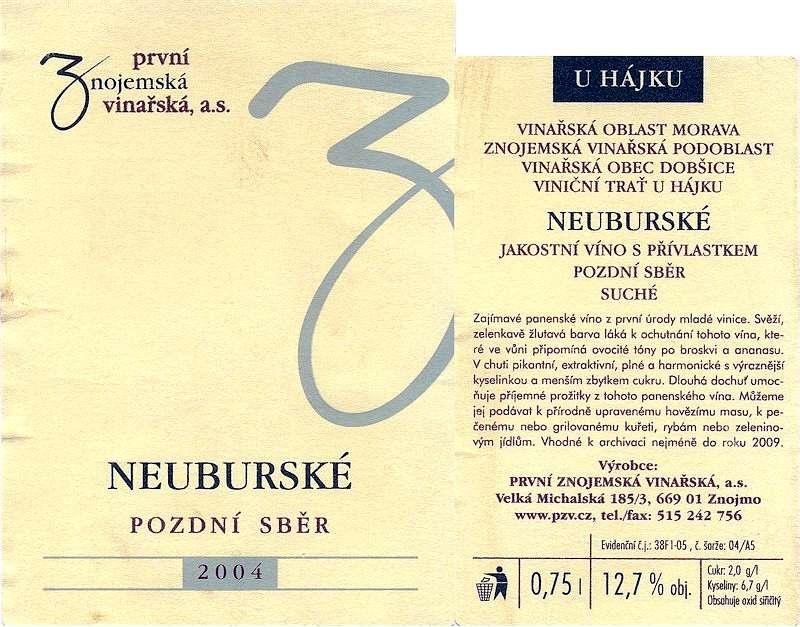 první
Znojemská
vinařská, a.s.
NEUBURSKÉ
POZDNÍ SBĚR
2004
U HÁJKU
VINAŘSKÁ OBLAST MORAVA
ZNOJEMSKÁ VINAŘSKÁ PODOBLAST
VINAŘSKÁ OBEC DOBŠICE
VINIČNÍ TRAŤ U HÁJKU
NEUBURSKÉ
JAKOSTNÍ VÍNO S PŘÍVLASTKEM
POZDNÍ SBĚR
SUCHÉ
Zajímavé panenské víno z první úrody mladé vinice. Svěží,
zelenkavě žlutavá barva láká k ochutnání tohoto vína, kte-
ré ve vůni připomíná ovocité tóny po broskvi a ananasu.
V chuti pikantní, extraktivní, plné a harmonické s výraznější
kyselinkou a menším zbytkem cukru. Dlouhá dochuť umoc-
ňuje příjemné prožitky z tohoto panenského vína. Můžeme
jej podávat k přírodně upravenému hovězímu masu, k pe-
čenému nebo grilovanému kuřeti, rybám nebo zelenino-
vým jídlům. Vhodné k archivaci nejméně do roku 2009.
Výrobce:
PRVNÍ ZNOJEMSKÁ VINAŘSKÁ, a.s.
Velká Michalská 185/3, 669 01 Znojmo
www.pzv.cz, tel./fax: 515 242 756
Evidenční č.j.: 38F1-05 , č. šarže: 04/A5
0,75 l
12,7 % obj.
Cukr: 2,0 g/l
Kyseliny: 6,7 g/l
Obsahuje oxid siřičitý